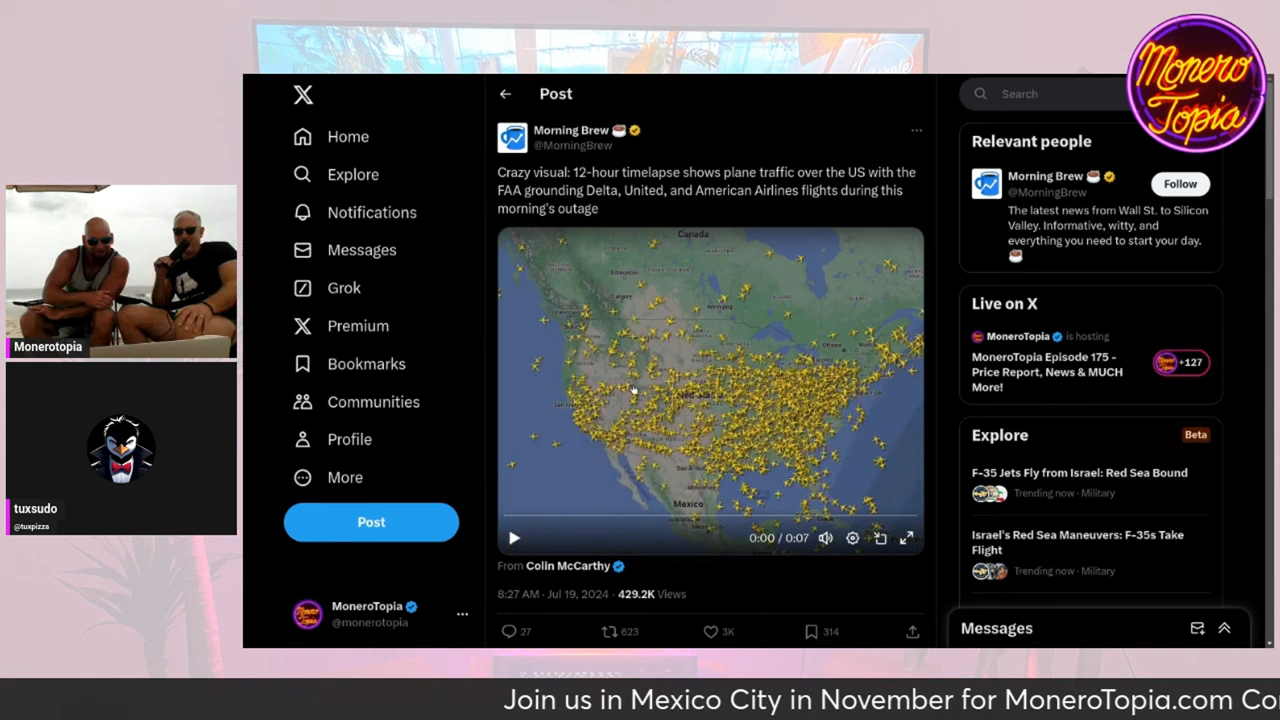 Monero
Topia
Home
Explore
Notifications
Messages
Grok
Premium
Bookmarks
Communities
Profile
More
Post
MoneroTopia
@monerotopia
Post
Morning Brew
@MorningBrew
Crazy visual: 12-hour timelapse shows plane traffic over the US with the
FAA grounding Delta, United, and American Airlines flights during this
morning's outage
Canada
Edmonton
Calgary
Vancouver
Winnipeg
Ottawa
Mexico
0:00 / 0:07
From Colin McCarthy
8:27 AM · Jul 19, 2024 · 429.2K Views
27
623
3K
314
Search
Relevant people
Morning Brew
@MorningBrew
Follow
The latest news from Wall St. to Silicon
Valley. Informative, witty, and
everything you need to start your day.
Live on X
MoneroTopia is hosting
MoneroTopia Episode 175 -
Price Report, News & MUCH
More!
+127
Explore
Beta
F-35 Jets Fly from Israel: Red Sea Bound
Trending now · Military
Israel's Red Sea Maneuvers: F-35s Take
Flight
Trending now · Military
Messages
Monerotopia
tuxsudo
@tuxpizza
Join us in Mexico City in November for MoneroTopia.com Co